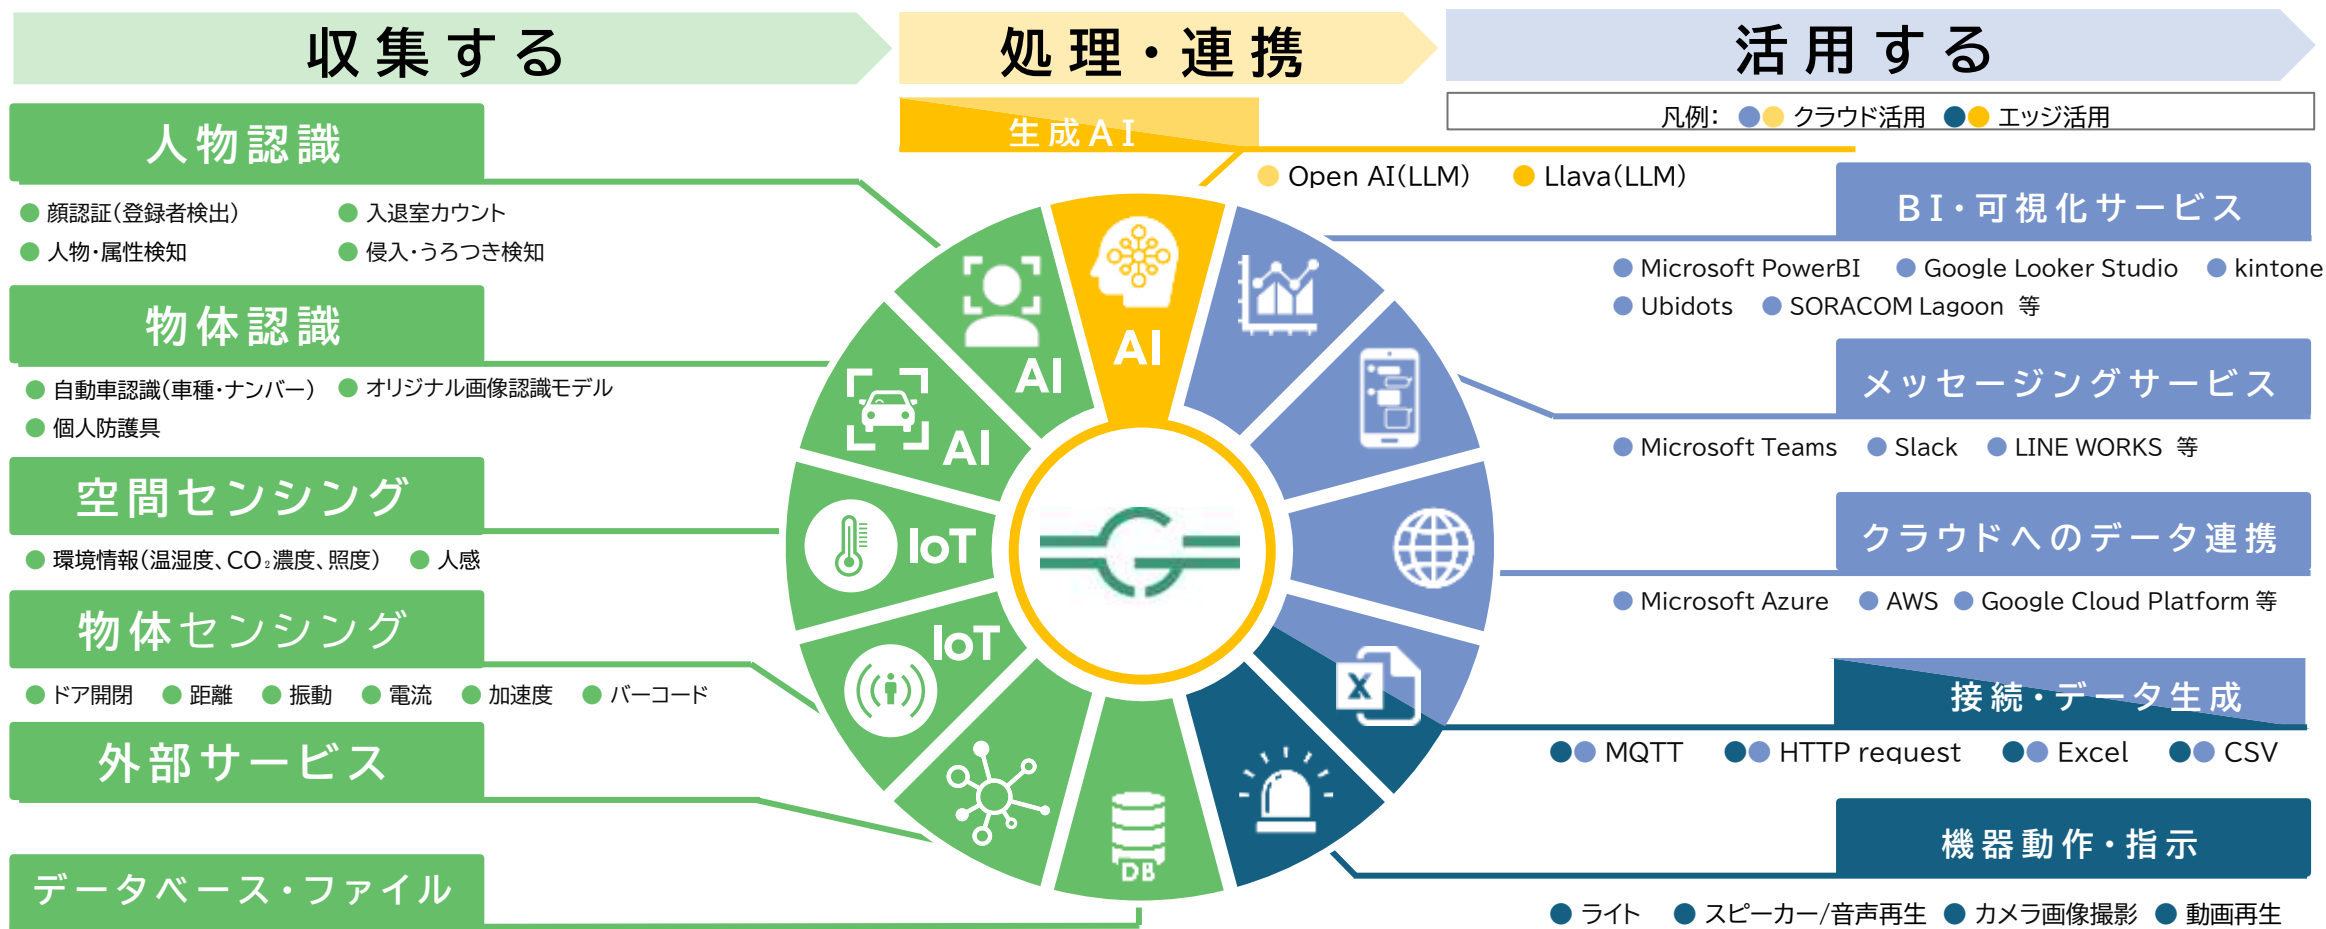 収集する
処理・連携
活用する
人物認識
顔認証(登録者検出)
入退室カウント
人物・属性検知
侵入・うろつき検知
物体認識
自動車認識(車種・ナンバー)
オリジナル画像認識モデル
個人防護具
空間センシング
環境情報(温湿度、CO₂濃度、照度)
人感
物体センシング
ドア開閉
距離
振動
電流
加速度
バーコード
外部サービス
データベース・ファイル
生成AI
Open AI(LLM)
Llava(LLM)
AI
AI
AI
IoT
IoT
DB
X
凡例:
クラウド活用
エッジ活用
BI・可視化サービス
Microsoft PowerBI
Google Looker Studio
kintone
Ubidots
SORACOM Lagoon 等
メッセージングサービス
Microsoft Teams
Slack
LINE WORKS 等
クラウドへのデータ連携
Microsoft Azure
AWS
Google Cloud Platform 等
接続・データ生成
MQTT
HTTP request
Excel
CSV
機器動作・指示
ライト
スピーカー/音声再生
カメラ画像撮影
動画再生